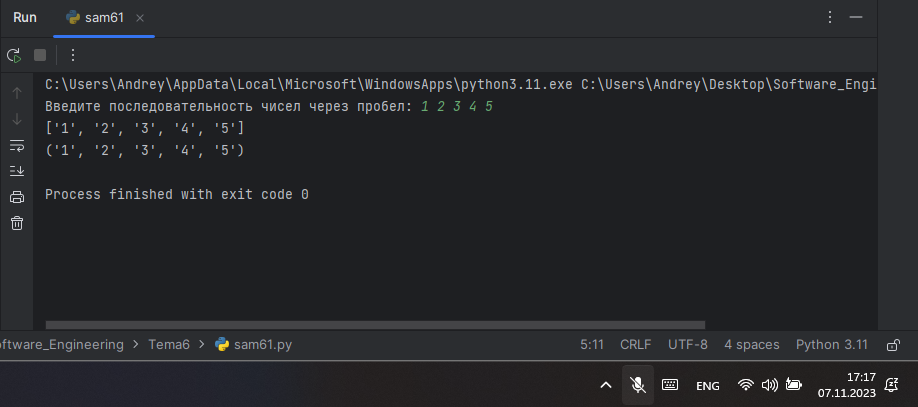 Run sam61
C:\Users\Andrey\AppData\Local\Microsoft\WindowsApps\python3.11.exe C:\Users\Andrey\Desktop\Software_Engi
Введите последовательность чисел через пробел: 1 2 3 4 5
['1', '2', '3', '4', '5']
('1', '2', '3', '4', '5')
Process finished with exit code 0
oftware_Engineering > Tema6 > sam61.py 5:11 CRLF UTF-8 4 spaces Python 3.11
ENG 17:17
07.11.2023